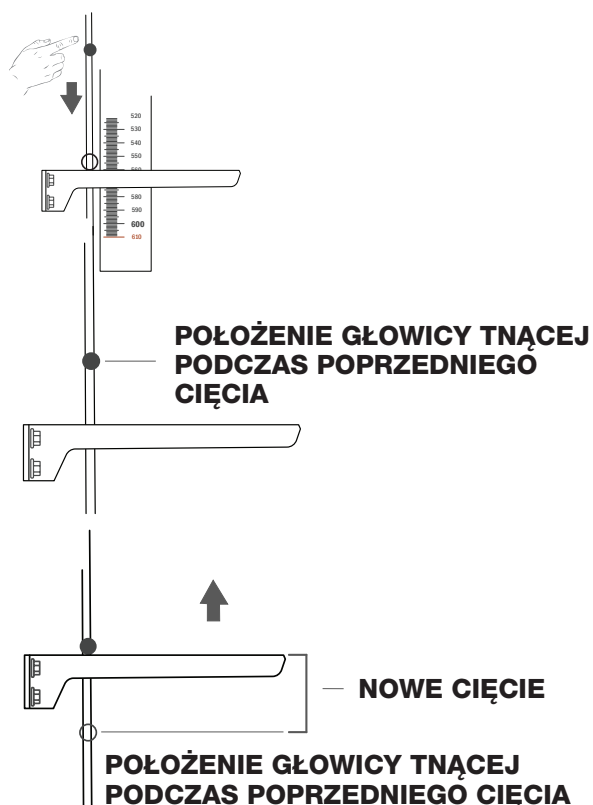 520
530
540
550
580
590
600
610
POŁOŻENIE GŁOWICY TNĄCEJ
PODCZAS POPRZEDNIEGO
CIĘCIA
NOWE CIĘCIE
POŁOŻENIE GŁOWICY TNĄCEJ
PODCZAS POPRZEDNIEGO CIĘCIA